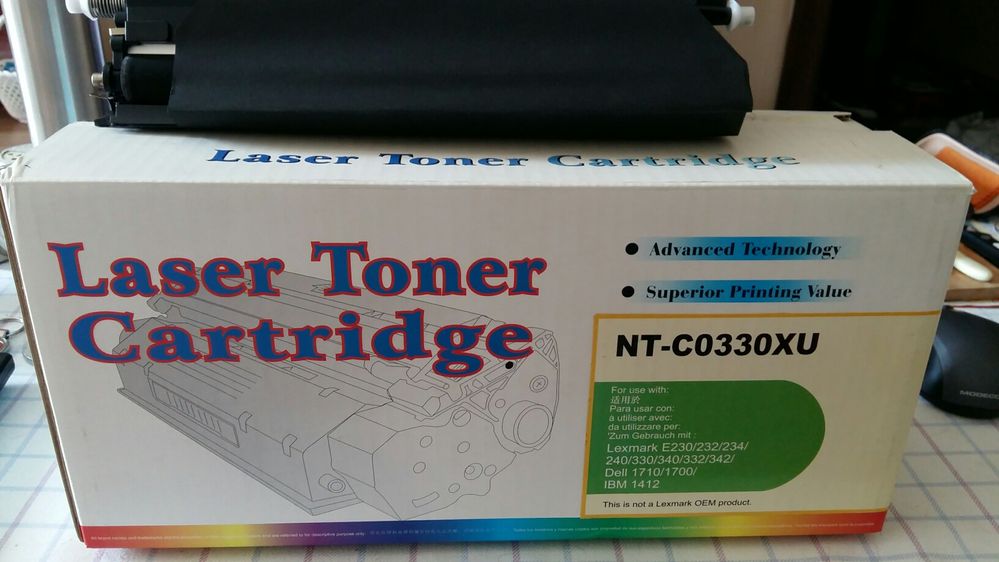 Laser Toner Cartridge
Laser Toner
Cartridge
● Advanced Technology
● Superior Printing Value
NT-C0330XU
For use with:
适用於
Para usar con:
à utiliser avec:
da utilizzare per:
'Zum Gebrauch mit :
Lexmark E230/232/234/
240/330/340/332/342/
Dell 1710/1700/
IBM 1412
This is not a Lexmark OEM product.
MODECO